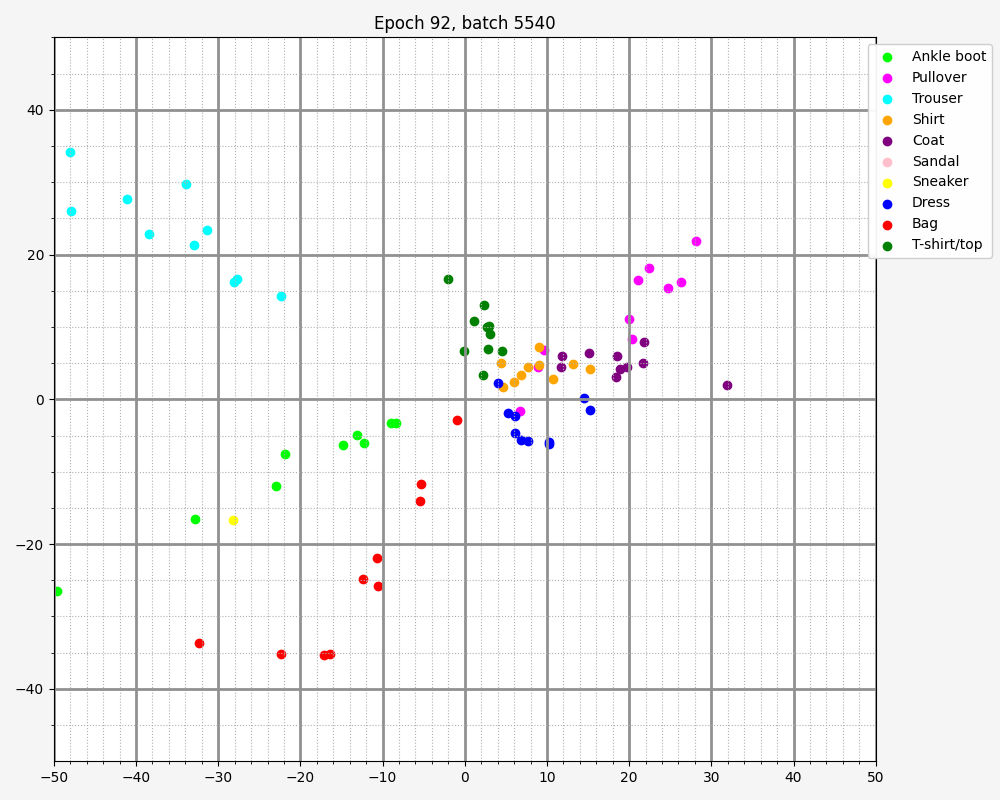 Epoch 92, batch 5540
Ankle boot
Pullover
Trouser
Shirt
Coat
Sandal
Sneaker
Dress
Bag
T-shirt/top
40
20
0
−20
−40
−50 −40 −30 −20 −10 0 10 20 30 40 50